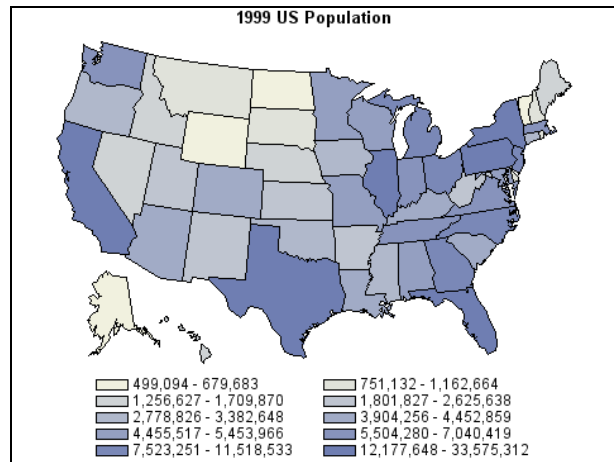 1999 US Population
499,094 - 679,683 751,132 - 1,162,664
1,256,627 - 1,709,870 1,801,827 - 2,625,638
2,778,826 - 3,382,648 3,904,256 - 4,452,859
4,455,517 - 5,453,966 5,504,280 - 7,040,419
7,523,251 - 11,518,533 12,177,648 - 33,575,312